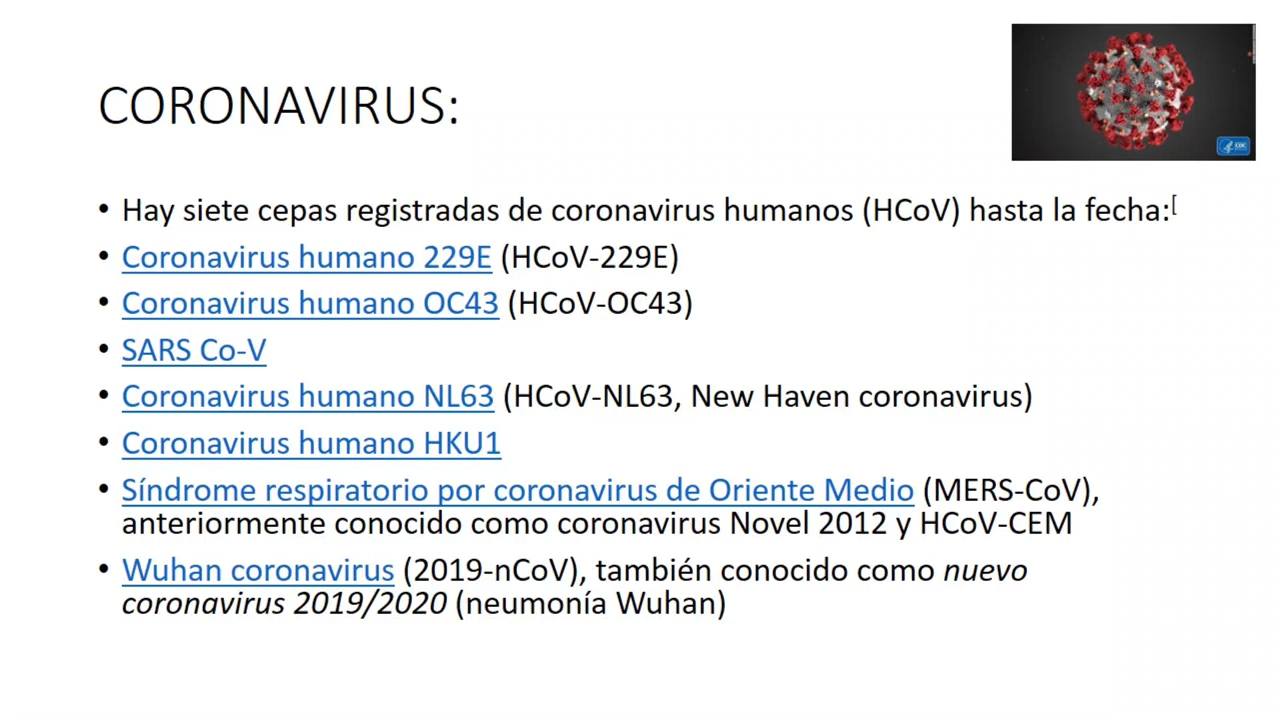 CORONAVIRUS:
CDC
• Hay siete cepas registradas de coronavirus humanos (HCoV) hasta la fecha:[
• Coronavirus humano 229E (HCoV-229E)
• Coronavirus humano OC43 (HCoV-OC43)
• SARS Co-V
• Coronavirus humano NL63 (HCoV-NL63, New Haven coronavirus)
• Coronavirus humano HKU1
• Síndrome respiratorio por coronavirus de Oriente Medio (MERS-CoV),
anteriormente conocido como coronavirus Novel 2012 y HCoV-CEM
• Wuhan coronavirus (2019-nCoV), también conocido como nuevo
coronavirus 2019/2020 (neumonía Wuhan)